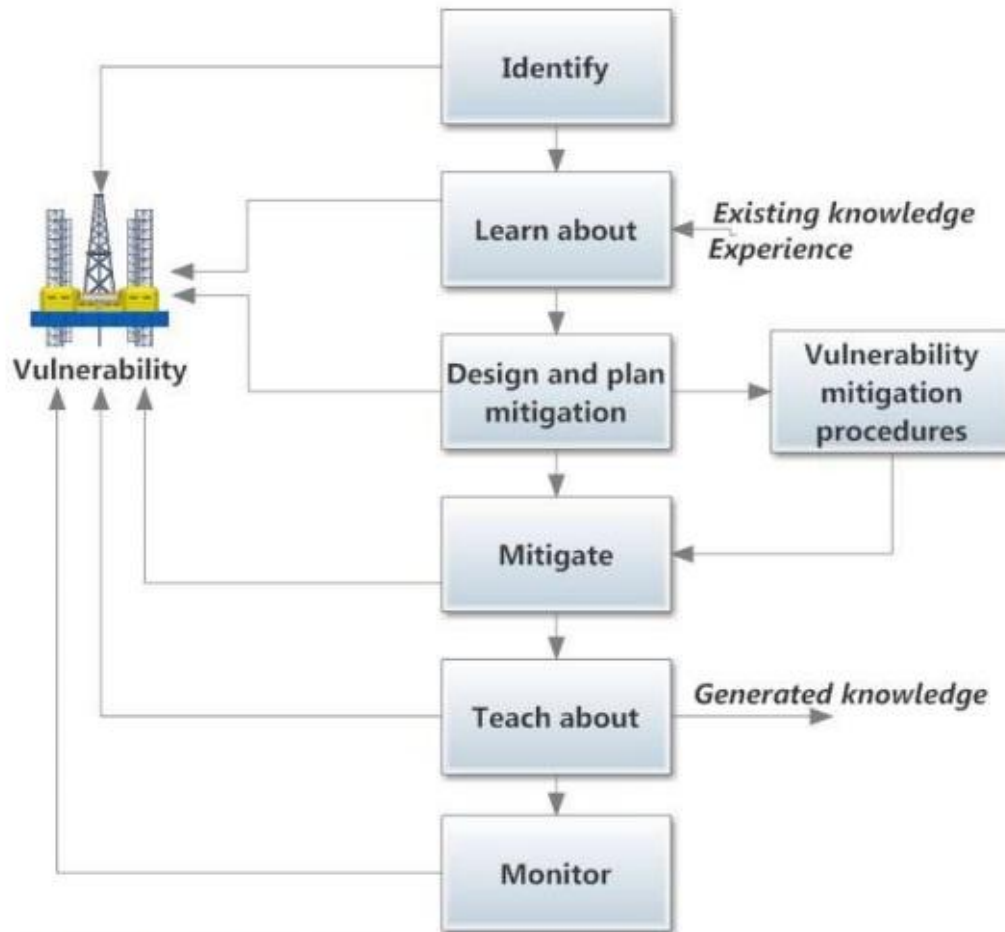 Identify
Learn about
Existing knowledge
Experience
Vulnerability
Design and plan
mitigation
Vulnerability
mitigation
procedures
Mitigate
Teach about
Generated knowledge
Monitor